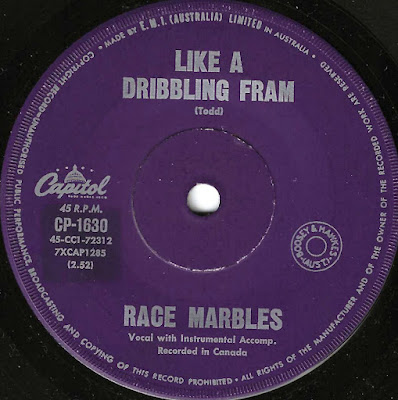 • MADE BY E.M.I. (AUSTRALIA) LIMITED IN AUSTRALIA •
COPYRIGHT RECORD • UNAUTHORISED PUBLIC PERFORMANCE, BROADCASTING AND COPYING OF THIS RECORD PROHIBITED • ALL RIGHTS OF THE MANUFACTURER AND OF THE OWNER OF THE RECORDED WORK ARE RESERVED
LIKE A
DRIBBLING FRAM
(Todd)
Capitol
45 R.P.M.
CP-1630
45-CC1-72312
7XCAP1285
(2.52)
BOOSEY & HAWKES (AUST.)
RACE MARBLES
Vocal with Instrumental Accomp.
Recorded in Canada